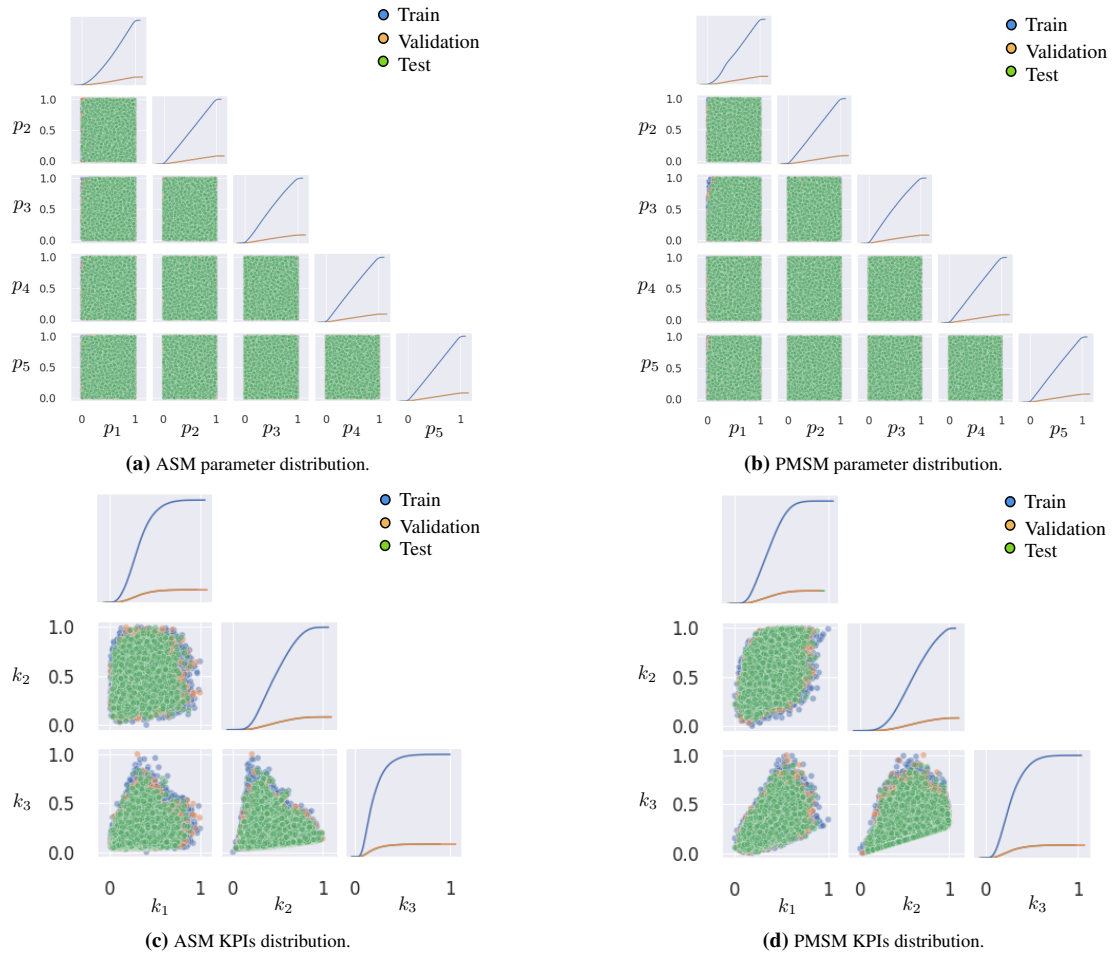 Train
Validation
Test
1.0
p2
0.5
0.0
1.0
p3
0.5
0.0
1.0
p4
0.5
0.0
1.0
p5
0.5
0.0
0 1 0 1 0 1 0 1 0 1
p1 p2 p3 p4 p5
(a) ASM parameter distribution.
Train
Validation
Test
1.0
p2
0.5
0.0
1.0
p3
0.5
0.0
1.0
p4
0.5
0.0
1.0
p5
0.5
0.0
0 1 0 1 0 1 0 1 0 1
p1 p2 p3 p4 p5
(b) PMSM parameter distribution.
Train
Validation
Test
1.0
k2
0.5
0.0
1.0
k3
0.5
0.0
0 1 0 1 0 1
k1 k2 k3
(c) ASM KPIs distribution.
Train
Validation
Test
1.0
k2
0.5
0.0
1.0
k3
0.5
0.0
0 1 0 1 0 1
k1 k2 k3
(d) PMSM KPIs distribution.